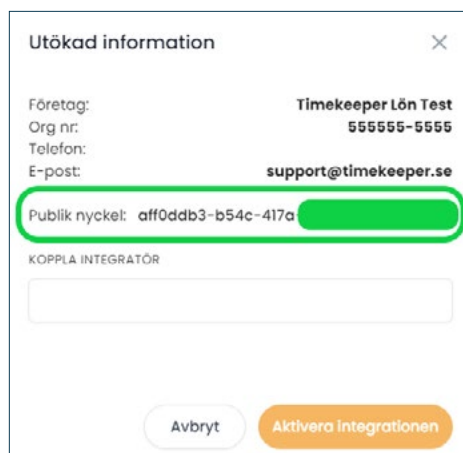 Utökad information
Företag: Timekeeper Lön Test
Org nr: 555555-5555
Telefon:
E-post: support@timekeeper.se
Publik nyckel: aff0ddb3-b54c-417a
KOPPLA INTEGRATÖR
Avbryt Aktivera integrationen